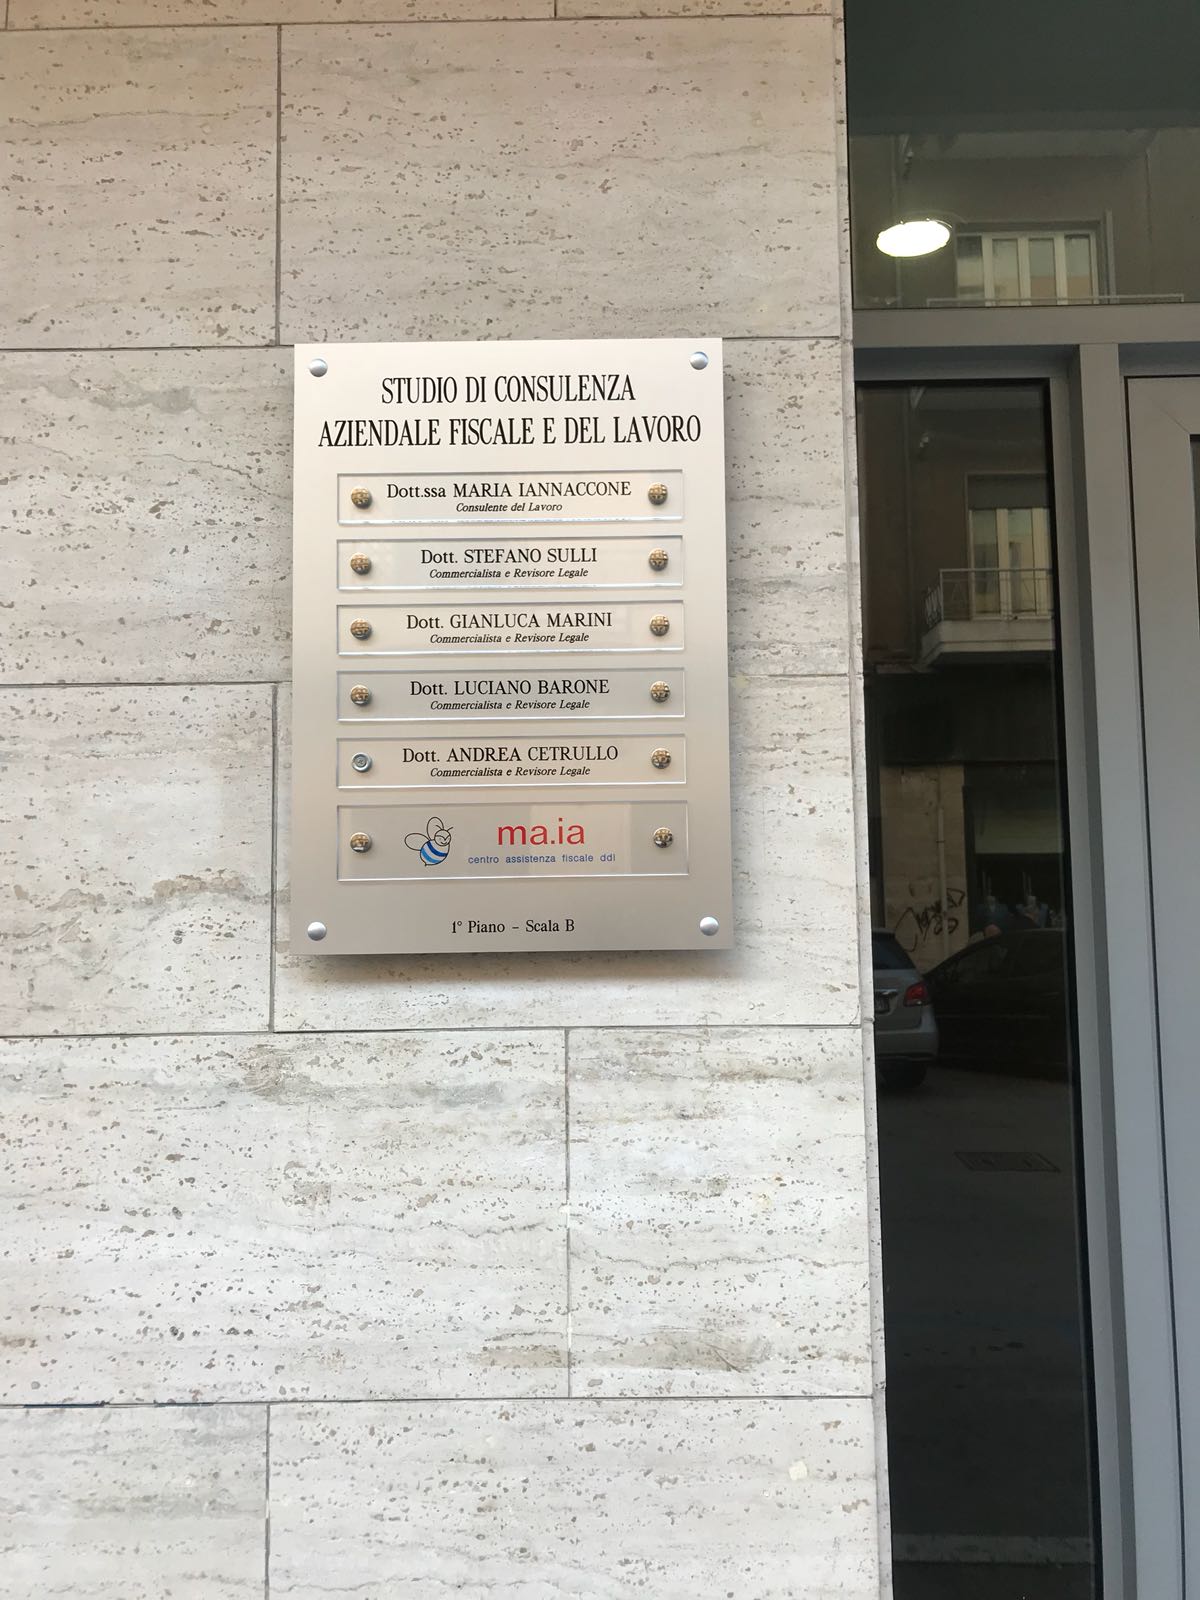 STUDIO DI CONSULENZA
AZIENDALE FISCALE E DEL LAVORO
Dott.ssa MARIA IANNACCONE
Consulente del Lavoro
Dott. STEFANO SULLI
Commercialista e Revisore Legale
Dott. GIANLUCA MARINI
Commercialista e Revisore Legale
Dott. LUCIANO BARONE
Commercialista e Revisore Legale
Dott. ANDREA CETRULLO
Commercialista e Revisore Legale
ma.ia
centro assistenza fiscale ddl
1° Piano - Scala B